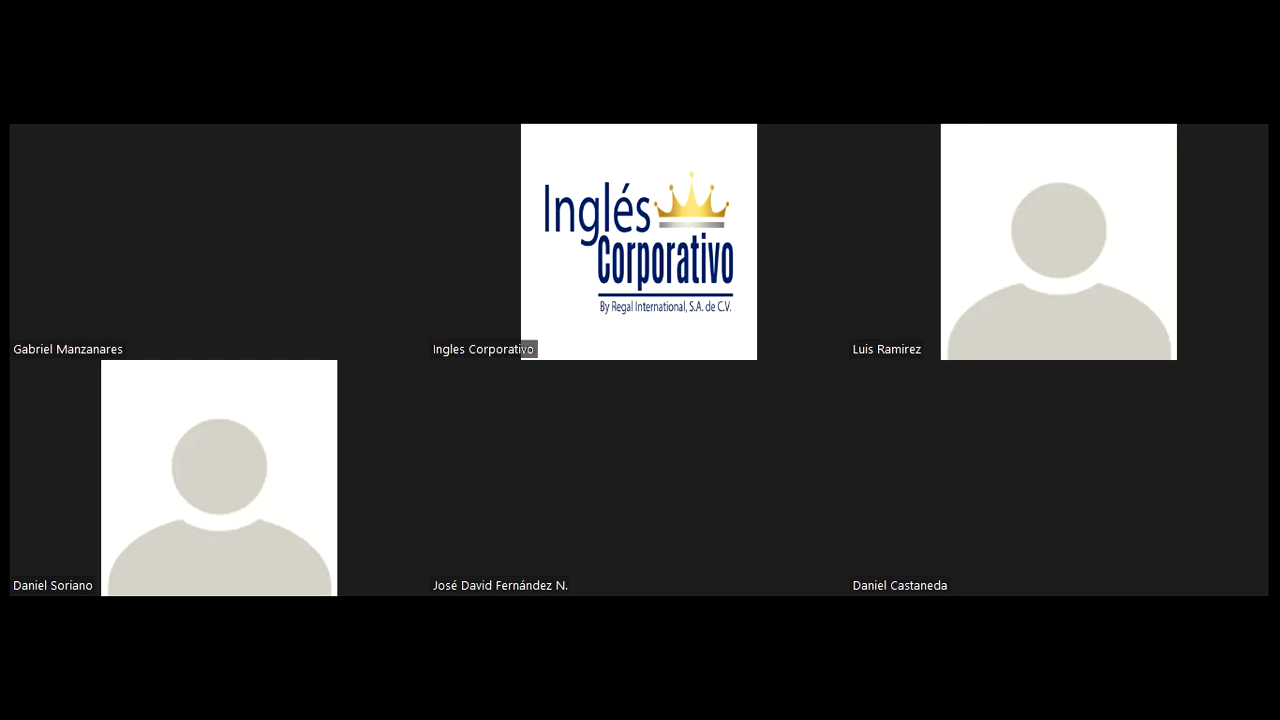 Inglés
Corporativo
By Regal International, S.A. de C.V.
Gabriel Manzanares
Ingles Corporativo
Luis Ramirez
Daniel Soriano
José David Fernández N.
Daniel Castaneda